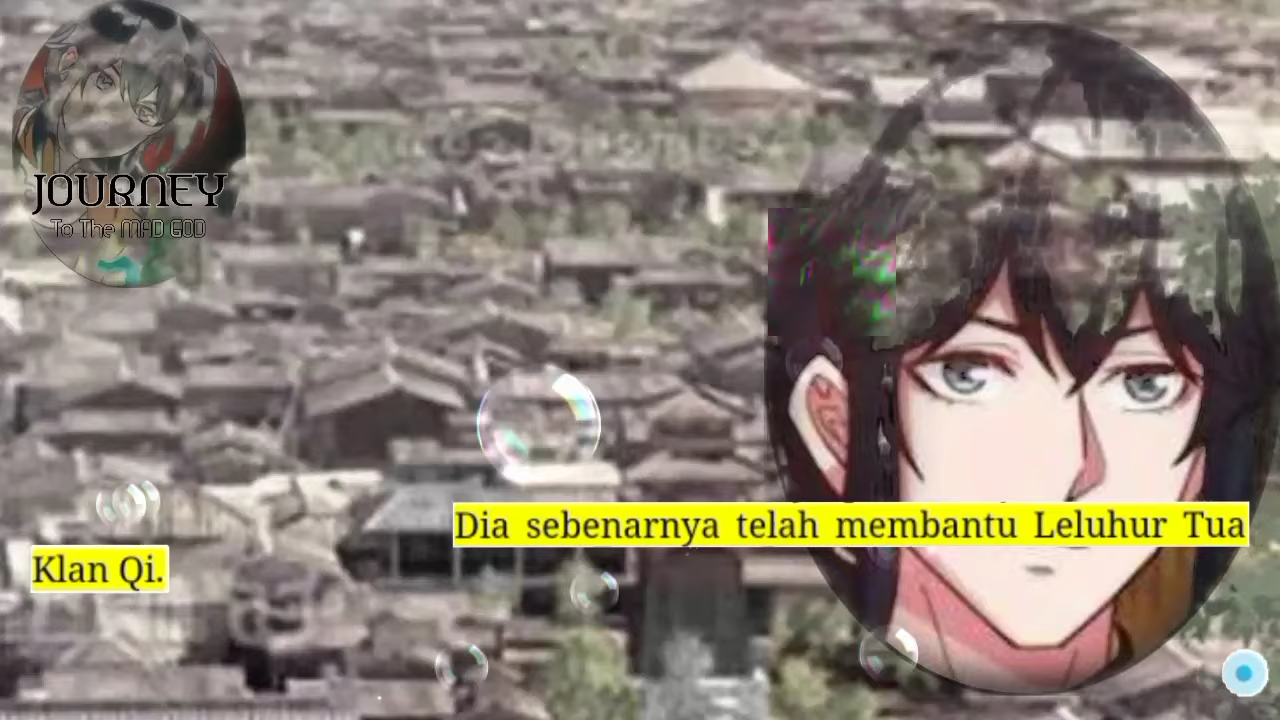 JOURNEY
To The MAD GOD
Dia sebenarnya telah membantu Leluhur Tua
Klan Qi.